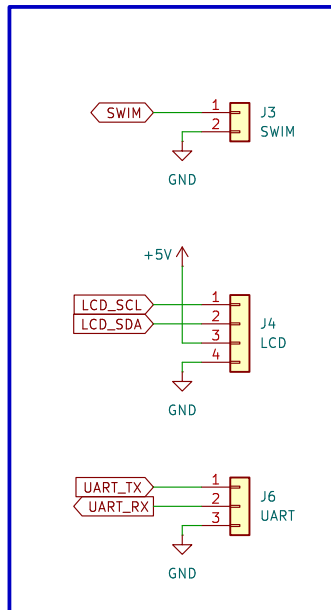 SWIM 1 J3
2 SWIM
GND
+5V
LCD_SCL 1
LCD_SDA 2 J4
3 LCD
4
GND
UART_TX 1
UART_RX 2 J6
3 UART
GND